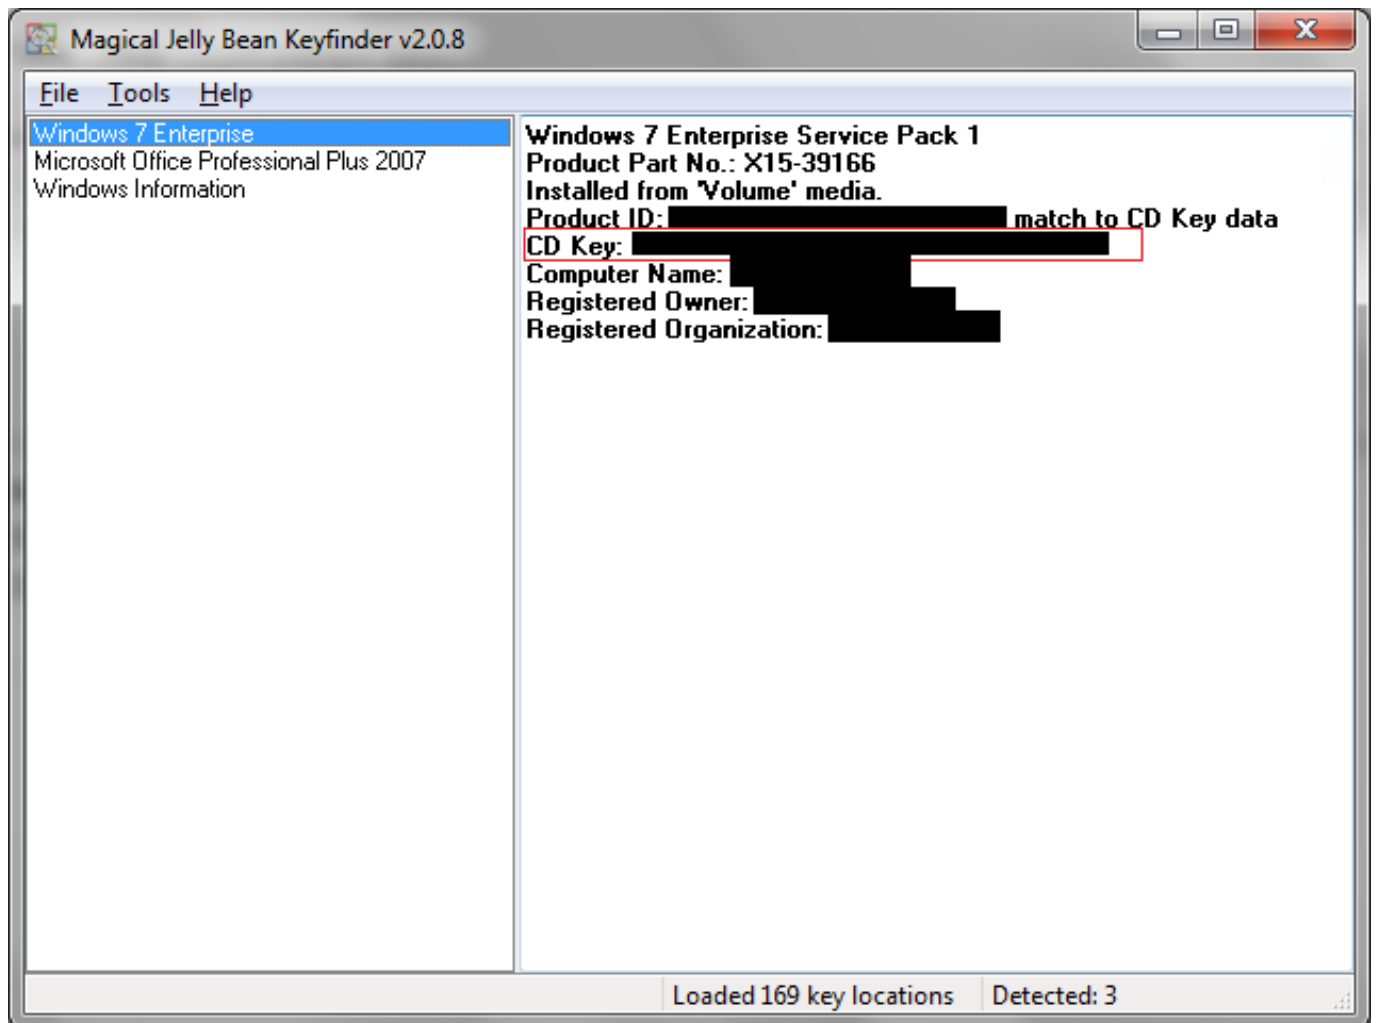 Magical Jelly Bean Keyfinder v2.0.8
File Tools Help
Windows 7 Enterprise
Microsoft Office Professional Plus 2007
Windows Information
Windows 7 Enterprise Service Pack 1
Product Part No.: X15-39166
Installed from 'Volume' media.
Product ID: match to CD Key data
CD Key:
Computer Name:
Registered Owner:
Registered Organization:
Loaded 169 key locations Detected: 3